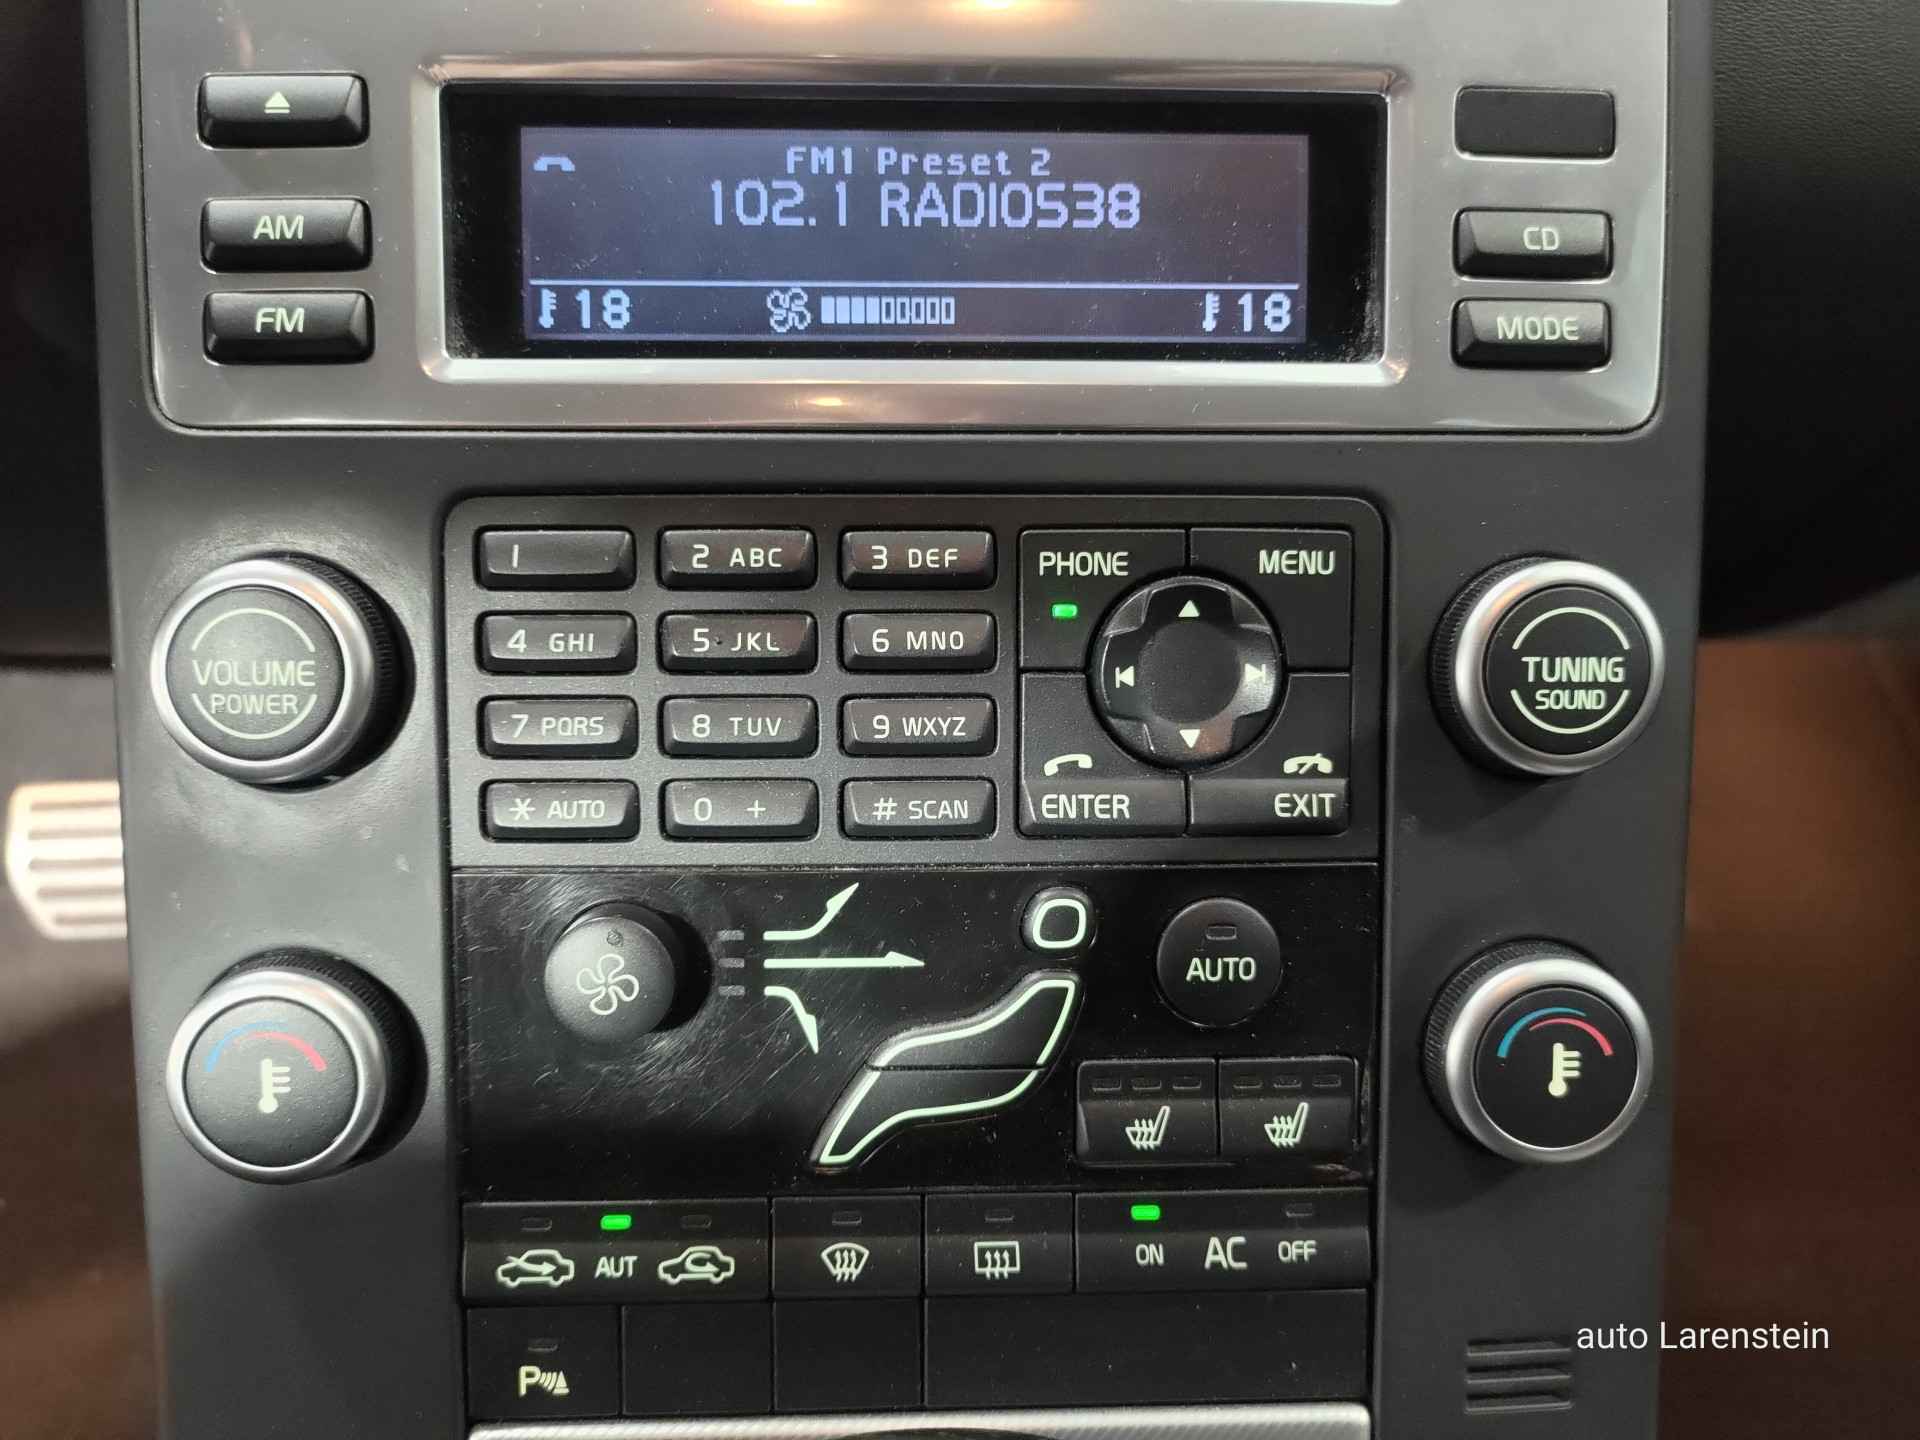 FM1 Preset 2
102.1 RADIO538
18
18
AM
FM
CD
MODE
1
2 ABC
3 DEF
4 GHI
5 JKL
6 MNO
7 PQRS
8 TUV
9 WXYZ
* AUTO
0 +
# SCAN
PHONE
MENU
ENTER
EXIT
VOLUME
POWER
TUNING
SOUND
AUTO
AUT
ON
AC
OFF
P
auto Larenstein